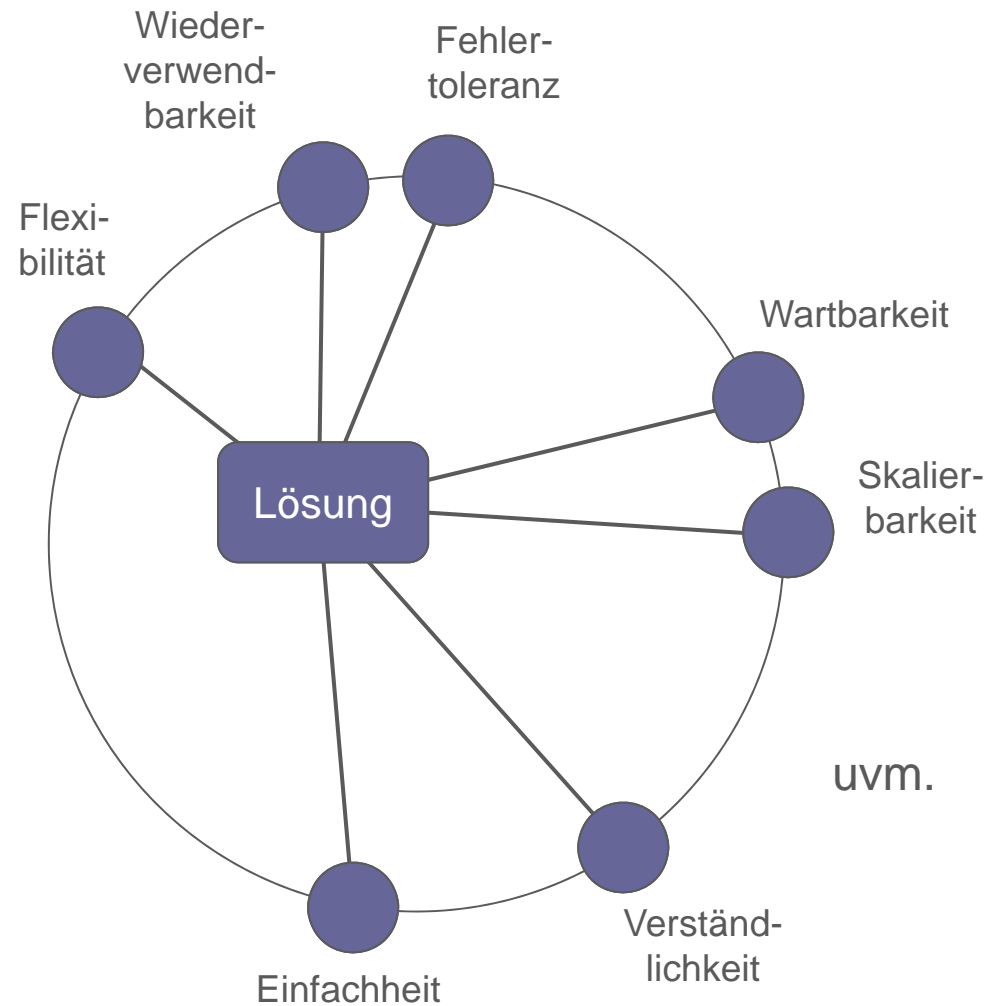 Wieder-
verwend-
barkeit
Fehler-
toleranz
Flexi-
bilität
Wartbarkeit
Skalier-
barkeit
Lösung
uvm.
Verständ-
lichkeit
Einfachheit